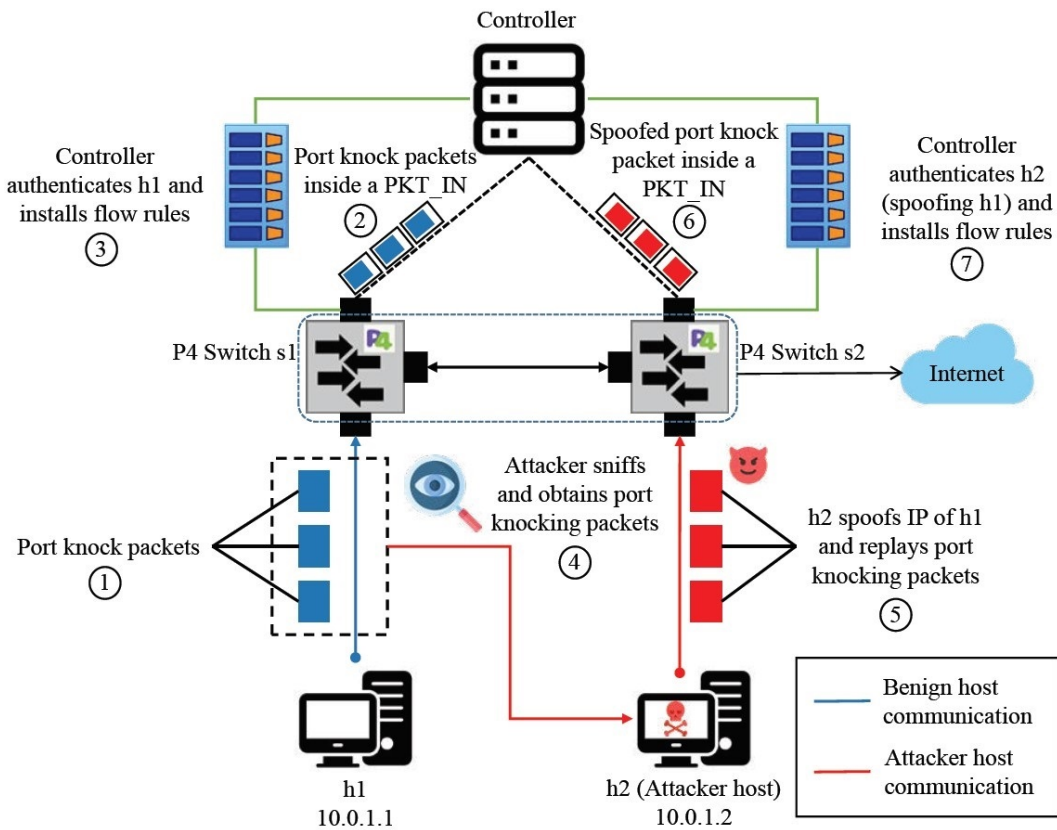 Controller
Controller
authenticates h1 and
installs flow rules
3
Port knock packets
inside a PKT_IN
2
Spoofed port knock
packet inside a
PKT_IN
6
Controller
authenticates h2
(spoofing h1) and
installs flow rules
7
P4 Switch s1
P4
P4
P4 Switch s2
Internet
Port knock packets
1
Attacker sniffs
and obtains port
knocking packets
4
h2 spoofs IP of h1
and replays port
knocking packets
5
h1
10.0.1.1
h2 (Attacker host)
10.0.1.2
Benign host
communication
Attacker host
communication